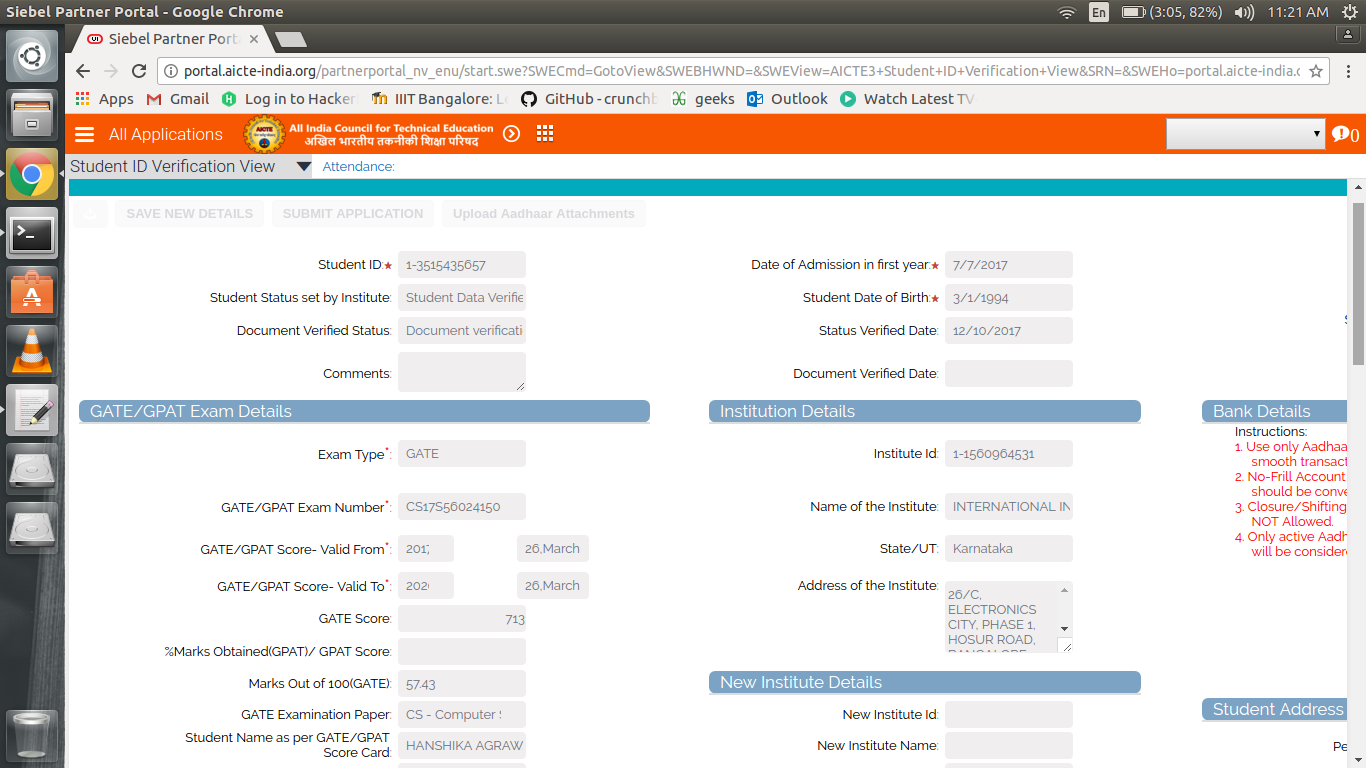 Siebel Partner Portal - Google Chrome
En (3:05, 82%) 11:21 AM
Siebel Partner Port
portal.aicte-india.org/partnerportal_nv_enu/start.swe?SWECmd=GotoView&SWEBHWND=&SWEView=AICTE3+Student+ID+Verification+View&SRN=&SWEHo=portal.aicte-india.
Apps Gmail Log in to Hacker IIIT Bangalore: GitHub - crunchb geeks Outlook Watch Latest TV
All Applications AICTE All India Council for Technical Education
अखिल भारतीय तकनीकी शिक्षा परिषद
0
Student ID Verification View Attendance:
SAVE NEW DETAILS SUBMIT APPLICATION Upload Aadhaar Attachments
Student ID:★ 1-3515435657 Date of Admission in first year:★ 7/7/2017
Student Status set by Institute: Student Data Verifie Student Date of Birth:★ 3/1/1994
Document Verified Status: Document verificati Status Verified Date: 12/10/2017
Comments: Document Verified Date:
GATE/GPAT Exam Details Institution Details Bank Details
Instructions:
1. Use only Aadhaa
smooth transact
2. No-Frill Account
should be conve
3. Closure/Shifting
NOT Allowed.
4. Only active Aadh
will be consider
Exam Type*: GATE Institute Id: 1-1560964531
GATE/GPAT Exam Number*: CS17S56024150 Name of the Institute: INTERNATIONAL IN
GATE/GPAT Score- Valid From*: 2017 26,March State/UT: Karnataka
GATE/GPAT Score- Valid To*: 2020 26,March Address of the Institute: 26/C,
ELECTRONICS
CITY, PHASE 1,
HOSUR ROAD,
BANGALORE
GATE Score: 713
%Marks Obtained(GPAT)/ GPAT Score:
Marks Out of 100(GATE): 57.43 New Institute Details
GATE Examination Paper: CS - Computer New Institute Id: Student Address
Student Name as per GATE/GPAT
Score Card: HANSHIKA AGRAW New Institute Name: Pe